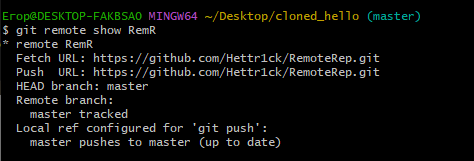 Егор@DESKTOP-FAKBSAO MINGW64 ~/Desktop/cloned_hello (master)
$ git remote show RemR
* remote RemR
  Fetch URL: https://github.com/Hettr1ck/RemoteRep.git
  Push  URL: https://github.com/Hettr1ck/RemoteRep.git
  HEAD branch: master
  Remote branch:
    master tracked
  Local ref configured for 'git push':
    master pushes to master (up to date)